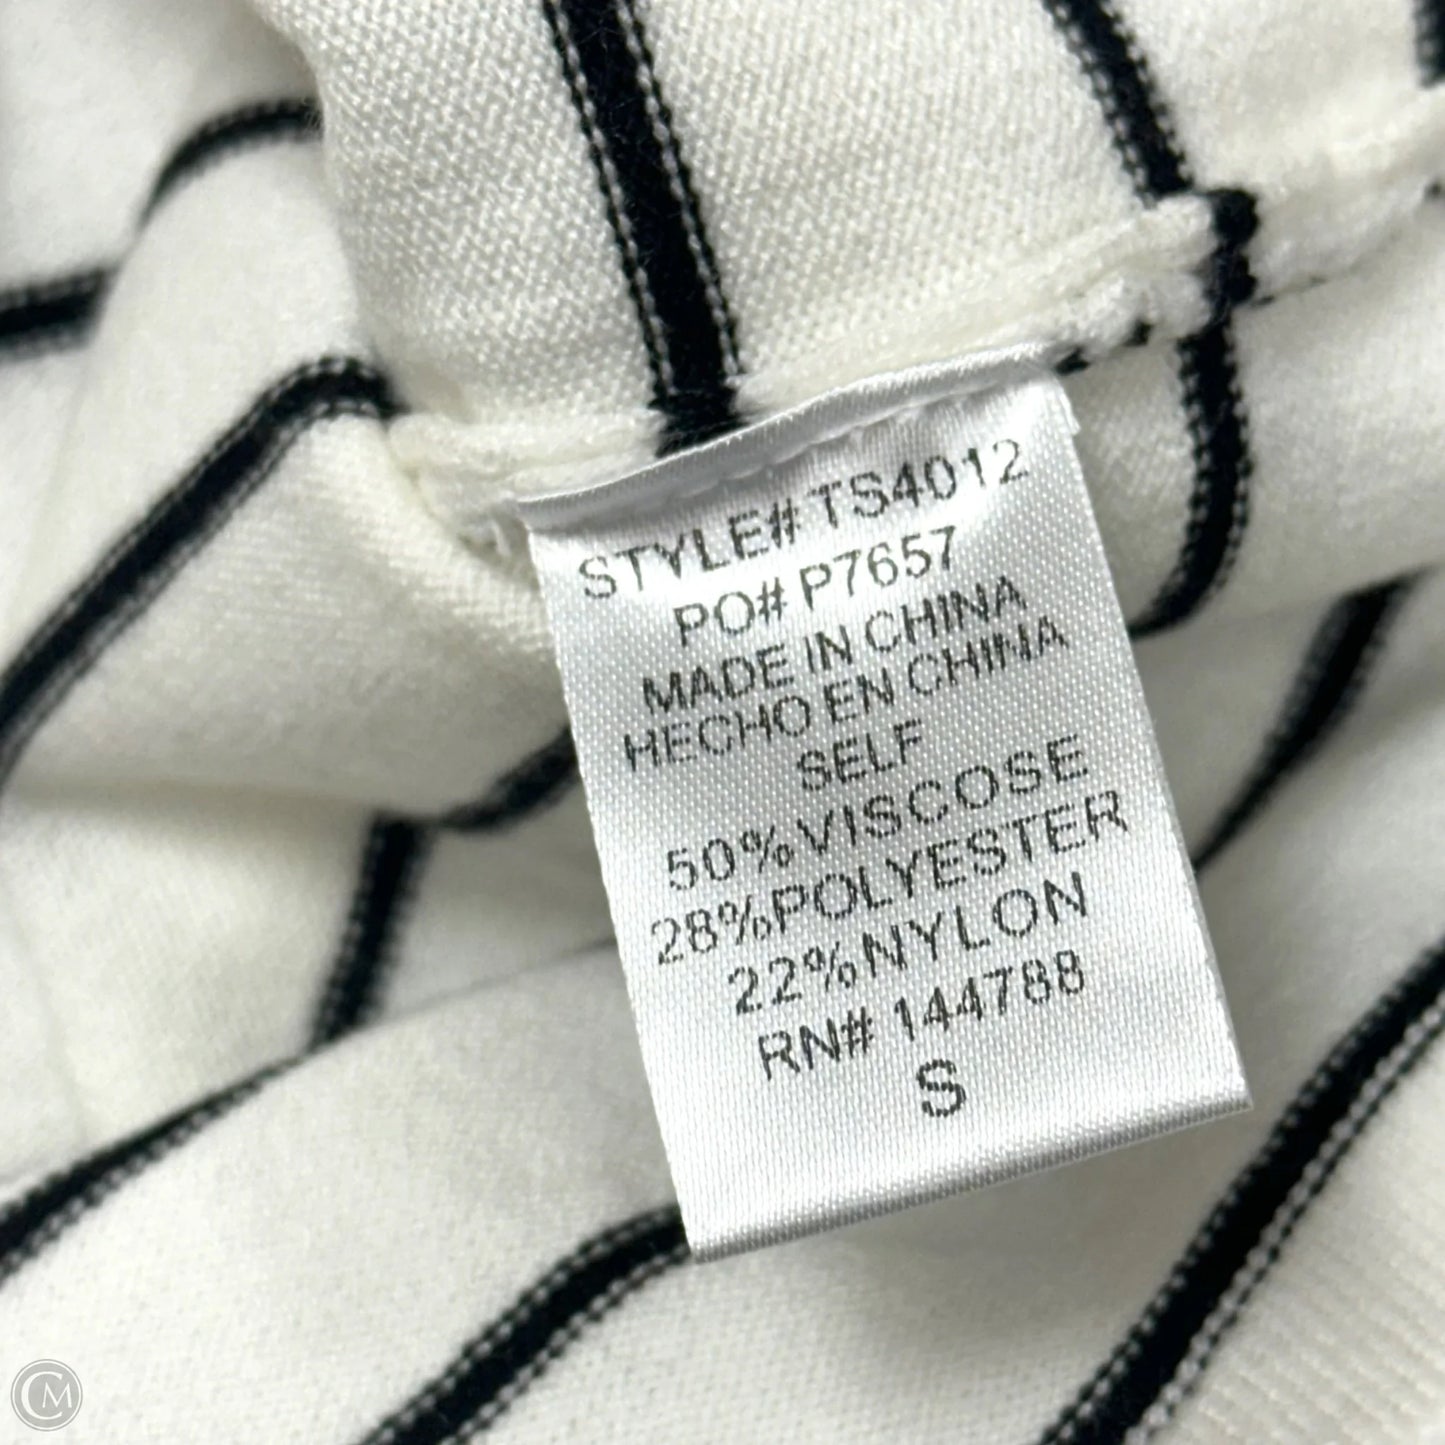 STYLE# TS4012
PO# P7657
MADE IN CHINA
HECHO EN CHINA
SELF
50%VISCOSE
28%POLYESTER
22%NYLON
RN# 144788
S
CM